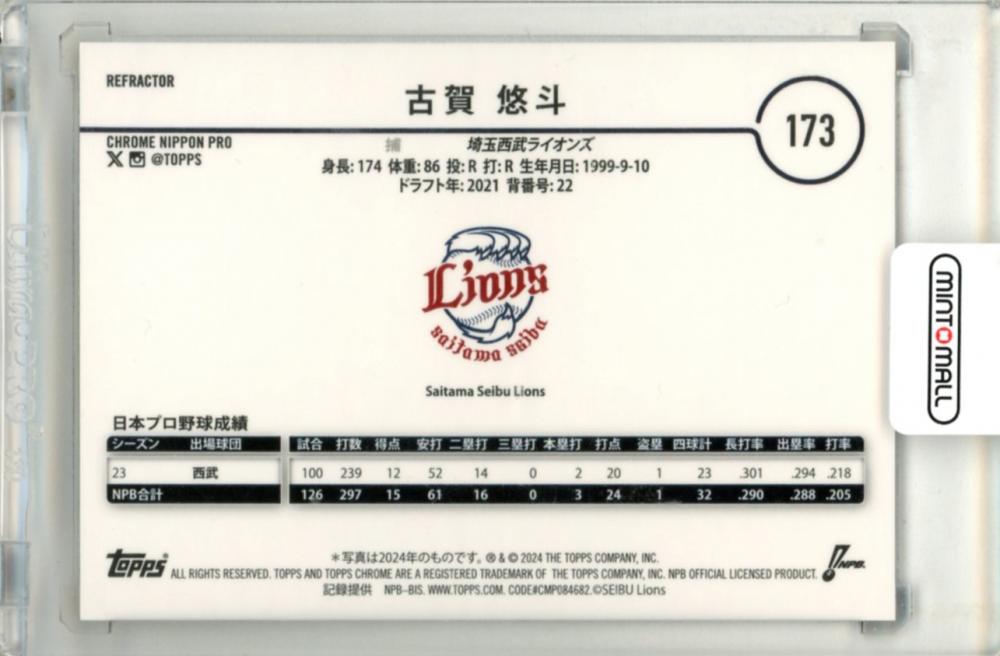 REFRACTOR
古賀 悠斗
173
CHROME NIPPON PRO
@TOPPS
捕 埼玉西武ライオンズ
身長: 174 体重: 86 投: R 打: R 生年月日: 1999-9-10
ドラフト年: 2021 背番号: 22
Lions
Saitama Seibu
Saitama Seibu Lions
MINTOMALL
日本プロ野球成績
シーズン 出場球団 試合 打数 得点 安打 二塁打 三塁打 本塁打 打点 盗塁 四球計 長打率 出塁率 打率
23 西武 100 239 12 52 14 0 2 20 1 23 .301 .294 .218
NPB合計 126 297 15 61 16 0 3 24 1 32 .290 .288 .205
Topps®
*写真は2024年のものです。 ® & © 2024 THE TOPPS COMPANY, INC.
ALL RIGHTS RESERVED. TOPPS AND TOPPS CHROME ARE A REGISTERED TRADEMARK OF THE TOPPS COMPANY, INC. NPB OFFICIAL LICENSED PRODUCT.
NPB.
記録提供 NPB-BIS. WWW.TOPPS.COM. CODE#CMP084682.©SEIBU Lions